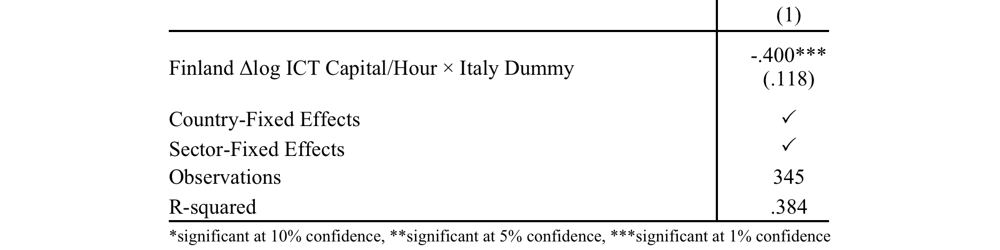 (1)
Finland Δlog ICT Capital/Hour × Italy Dummy
-.400***
(.118)
Country-Fixed Effects ✓
Sector-Fixed Effects ✓
Observations 345
R-squared .384
*significant at 10% confidence, **significant at 5% confidence, ***significant at 1% confidence